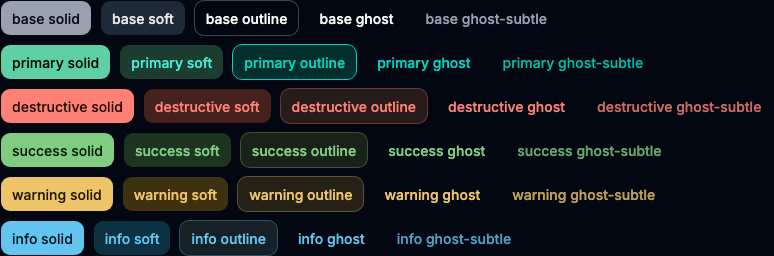 base solid base soft base outline base ghost base ghost-subtle
primary solid primary soft primary outline primary ghost primary ghost-subtle
destructive solid destructive soft destructive outline destructive ghost destructive ghost-subtle
success solid success soft success outline success ghost success ghost-subtle
warning solid warning soft warning outline warning ghost warning ghost-subtle
info solid info soft info outline info ghost info ghost-subtle